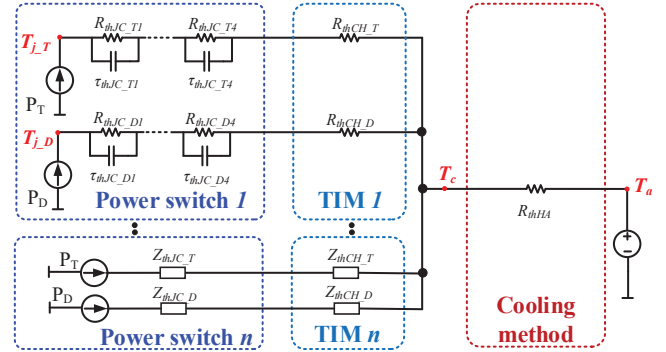 R_thJC_T1 R_thJC_T4 R_thCH_T
T_j_T
τ_thJC_T1 τ_thJC_T4
P_T
R_thJC_D1 R_thJC_D4 R_thCH_D
T_j_D
τ_thJC_D1 τ_thJC_D4
P_D
Power switch 1 TIM 1
T_c T_a
R_thHA
P_T Z_thJC_T Z_thCH_T
P_D Z_thJC_D Z_thCH_D
Power switch n TIM n
Cooling
method